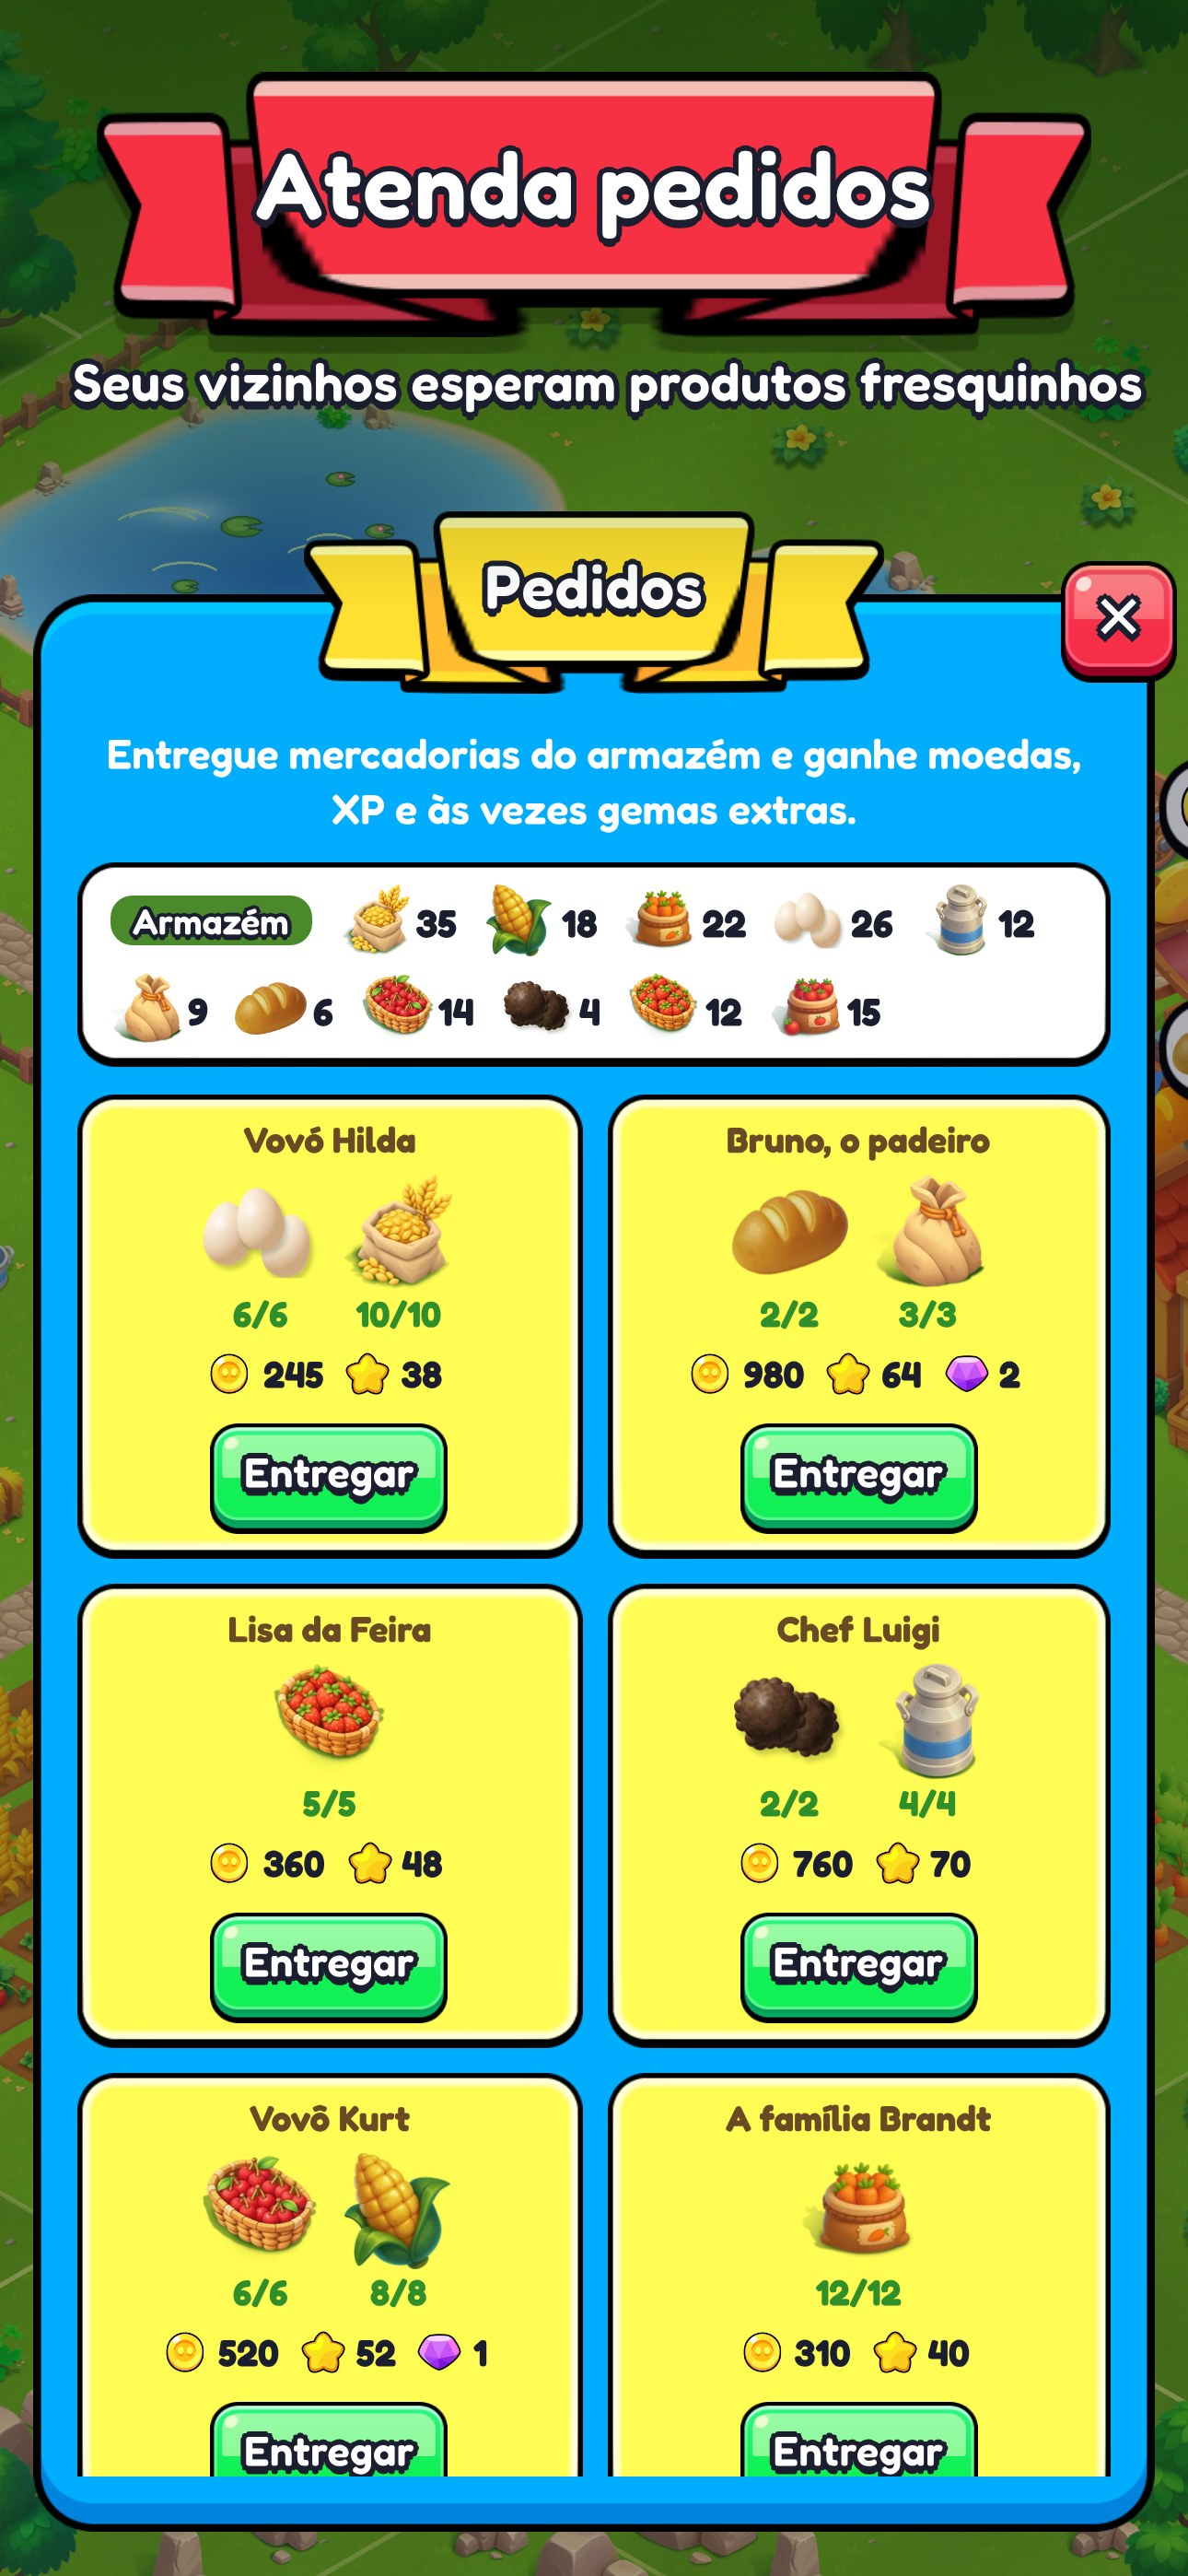 Atenda pedidos
Seus vizinhos esperam produtos fresquinhos
Pedidos
Entregue mercadorias do armazém e ganhe moedas,
XP e às vezes gemas extras.
Armazém 35 18 22 26 12
9 6 14 4 12 15
Vovó Hilda
6/6 10/10
245 38
Entregar
Bruno, o padeiro
2/2 3/3
980 64 2
Entregar
Lisa da Feira
5/5
360 48
Entregar
Chef Luigi
2/2 4/4
760 70
Entregar
Vovô Kurt
6/6 8/8
520 52 1
Entregar
A família Brandt
12/12
310 40
Entregar